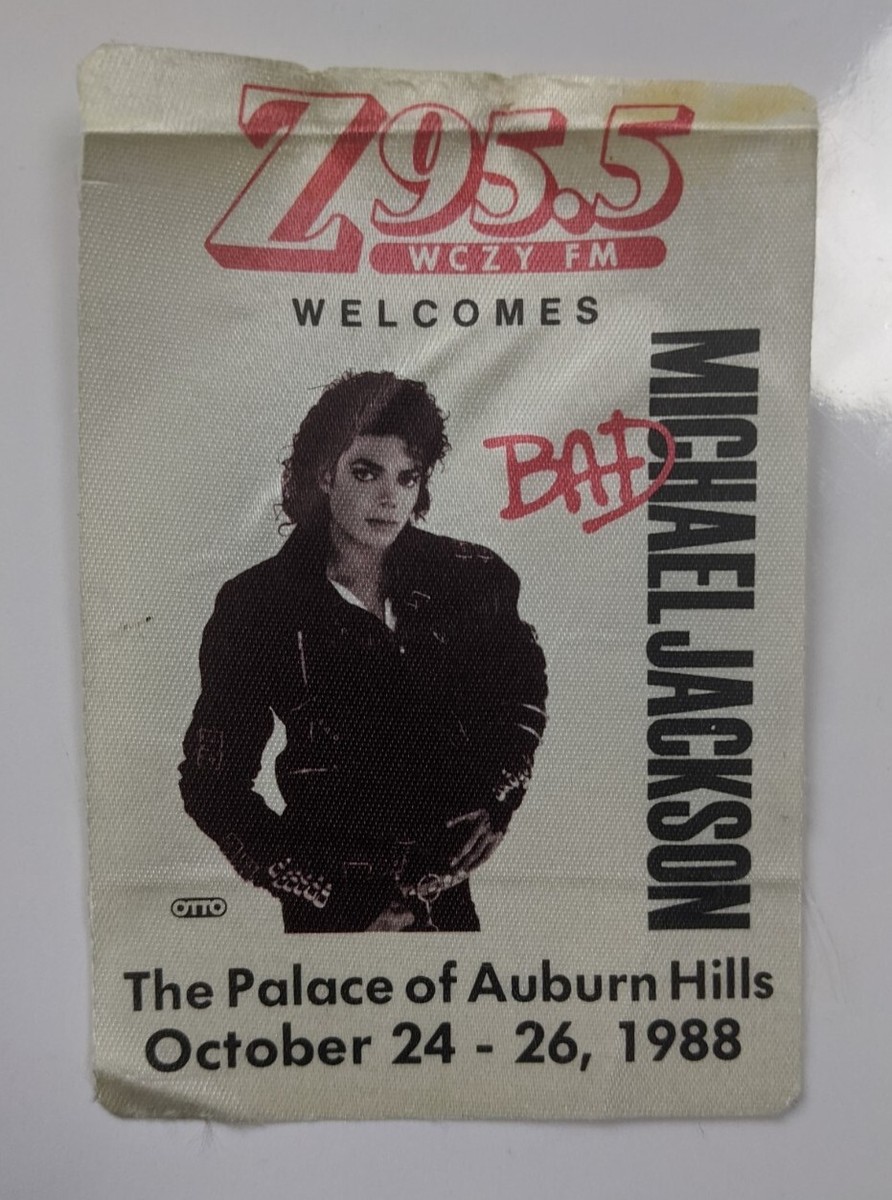 Z95.5
WCZY FM
WELCOMES
BAD
MICHAEL JACKSON
OTTO
The Palace of Auburn Hills
October 24 - 26, 1988